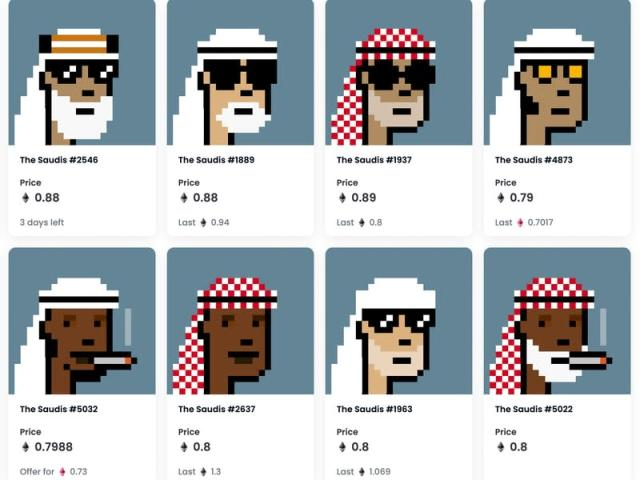 The Saudis #2546
Price
0.88
3 days left
The Saudis #1889
Price
0.88
Last 0.94
The Saudis #1937
Price
0.89
Last 0.8
The Saudis #4873
Price
0.79
Last 0.7017
The Saudis #5032
Price
0.7988
Offer for 0.73
The Saudis #2637
Price
0.8
Last 1.3
The Saudis #1963
Price
0.8
Last 1.069
The Saudis #5022
Price
0.8